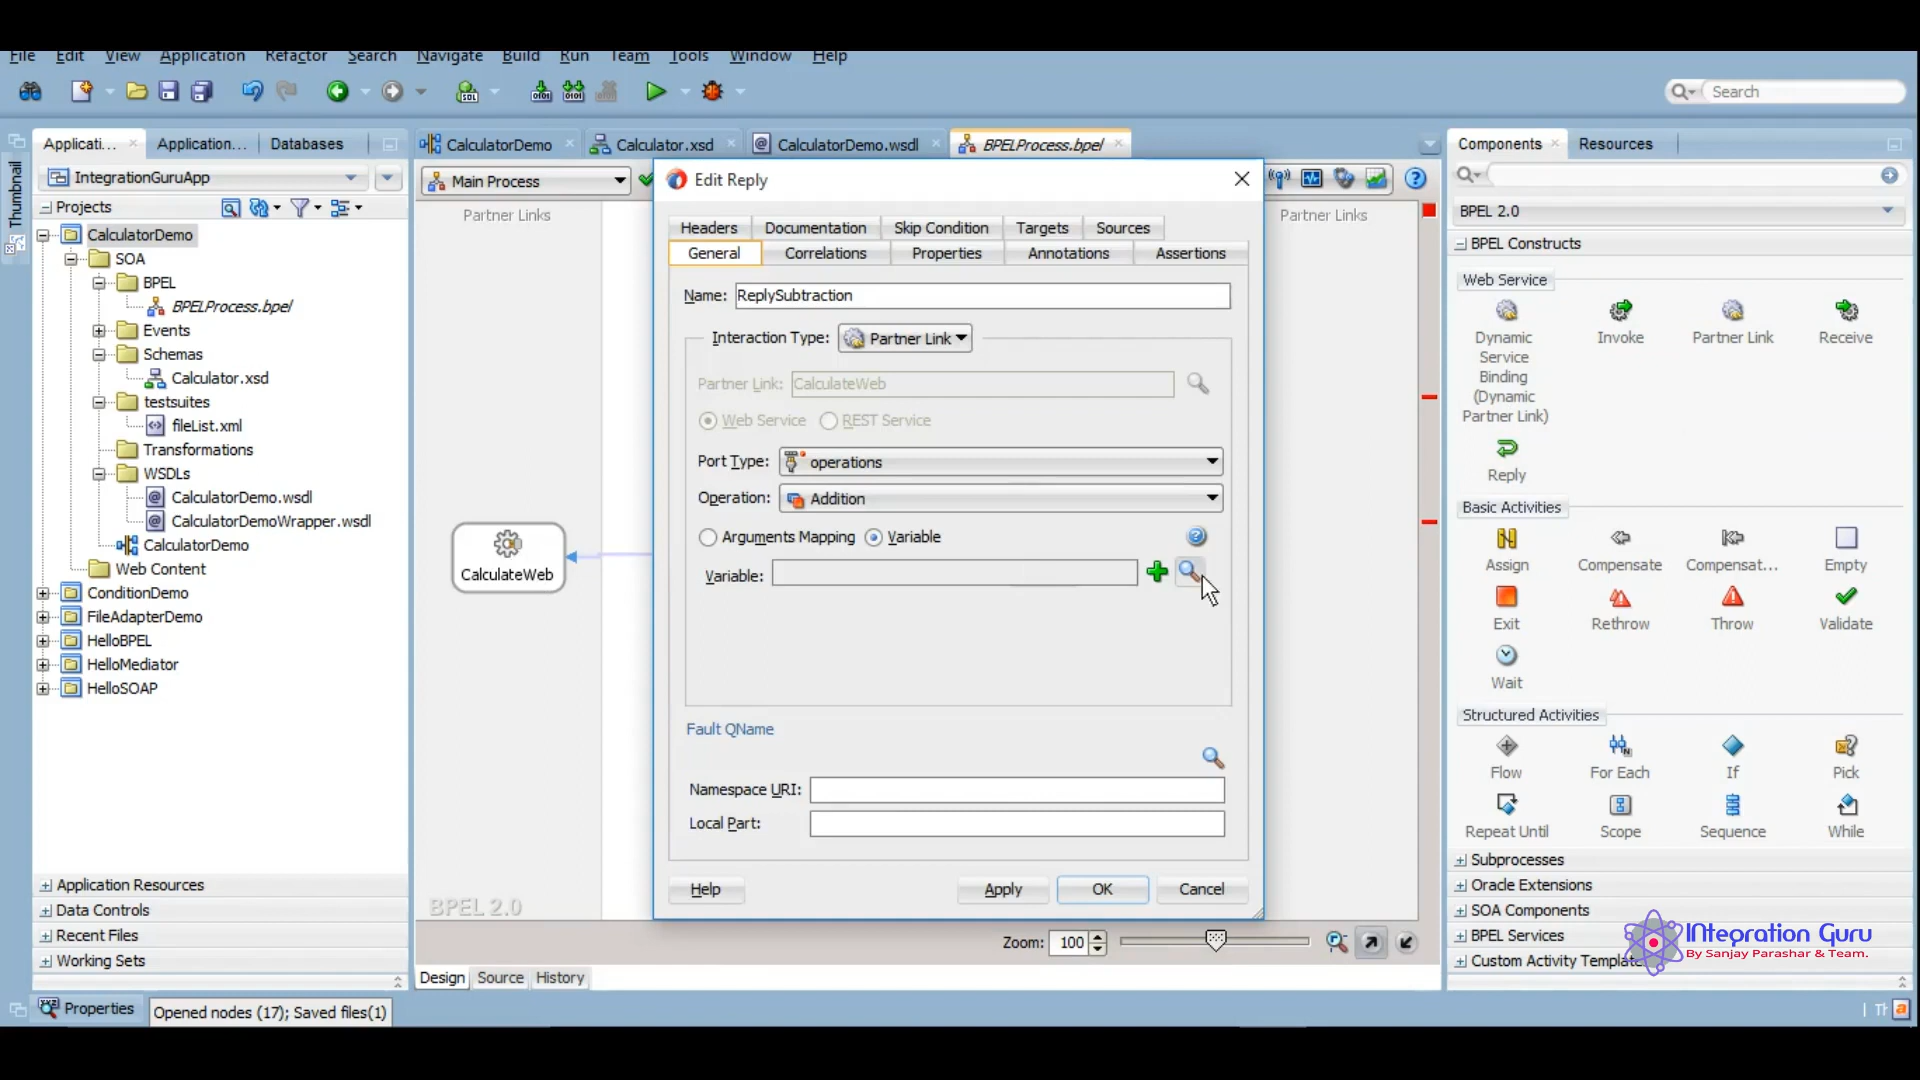 File Edit View Application Refactor Search Navigate Build Run Team Tools Window Help
Search
Applicati...
Application...
Databases
CalculatorDemo
Calculator.xsd
CalculatorDemo.wsdl
BPELProcess.bpel
Components
Resources
Thumbnail
IntegrationGuruApp
Projects
CalculatorDemo
SOA
BPEL
BPELProcess.bpel
Events
Schemas
Calculator.xsd
testsuites
fileList.xml
Transformations
WSDLs
CalculatorDemo.wsdl
CalculatorDemoWrapper.wsdl
CalculatorDemo
Web Content
ConditionDemo
FileAdapterDemo
HelloBPEL
HelloMediator
HelloSOAP
Application Resources
Data Controls
Recent Files
Working Sets
Properties
Opened nodes (17); Saved files(1)
Main Process
Partner Links
CalculateWeb
BPEL 2.0
Edit Reply
Headers Documentation Skip Condition Targets Sources
General Correlations Properties Annotations Assertions
Name: ReplySubtraction
Interaction Type: Partner Link
Partner Link: CalculateWeb
Web Service REST Service
Port Type: operations
Operation: Addition
Arguments Mapping Variable
Variable:
Fault QName
Namespace URI:
Local Part:
Help Apply OK Cancel
Partner Links
Zoom: 100
Design Source History
BPEL 2.0
BPEL Constructs
Web Service
Dynamic Service Binding (Dynamic Partner Link)
Invoke
Partner Link
Receive
Reply
Basic Activities
Assign Compensate Compensat... Empty
Exit Rethrow Throw Validate
Wait
Structured Activities
Flow For Each If Pick
Repeat Until Scope Sequence While
Subprocesses
Oracle Extensions
SOA Components
BPEL Services
Custom Activity Templat
INtegration Guru
By Sanjay Parashar & Team.